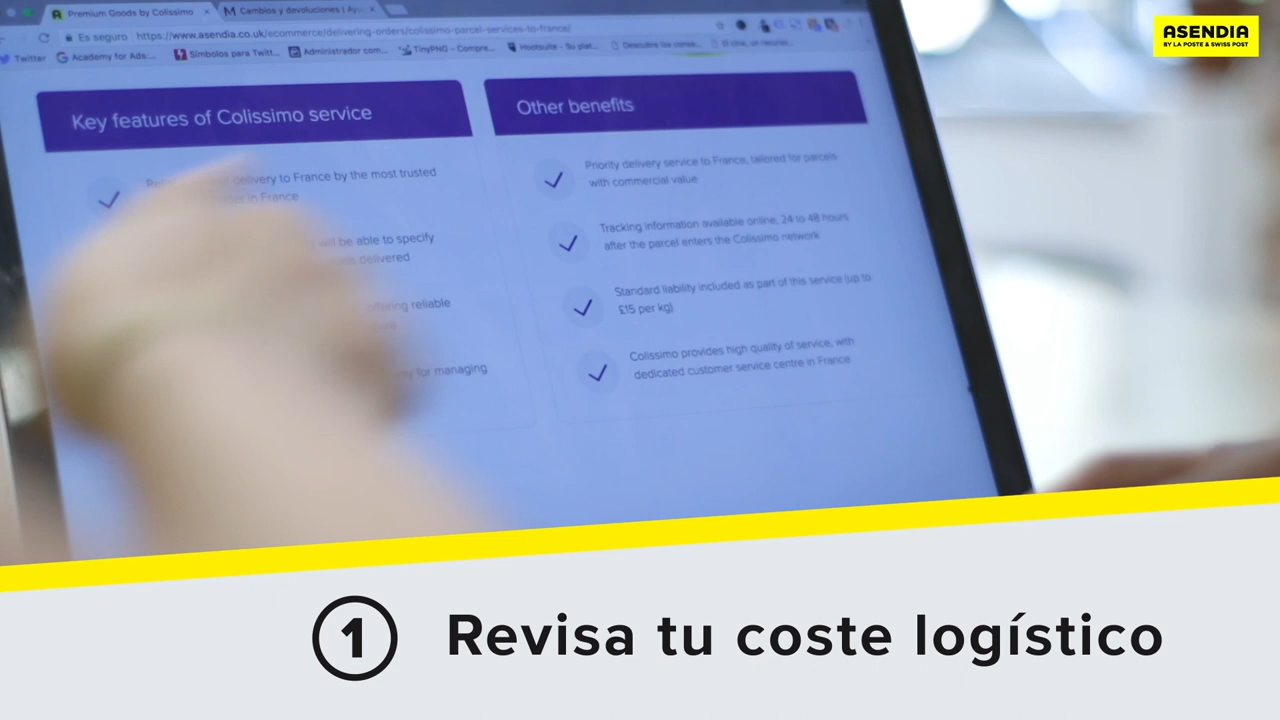 Premium Goods by Colissimo
Cambios y devoluciones | Ayu
ASENDIA
BY LA POSTE & SWISS POST
Es seguro https://www.asendia.co.uk/ecommerce/delivering-orders/colissimo-parcel-services-to-france/
Twitter Academy for Ads: Símbolos para Twitt... Administrador com... TinyPNG – Compre... Hootsuite - Su plat...
Key features of Colissimo service
delivery to France by the most trusted
in France
will be able to specify
delivered
offering reliable
for managing
Other benefits
Priority delivery service to France, tailored for parcels
with commercial value
Tracking information available online, 24 to 48 hours
after the parcel enters the Colissimo network
Standard liability included as part of this service (up to
£15 per kg)
Colissimo provides high quality of service, with
dedicated customer service centre in France
1 Revisa tu coste logístico